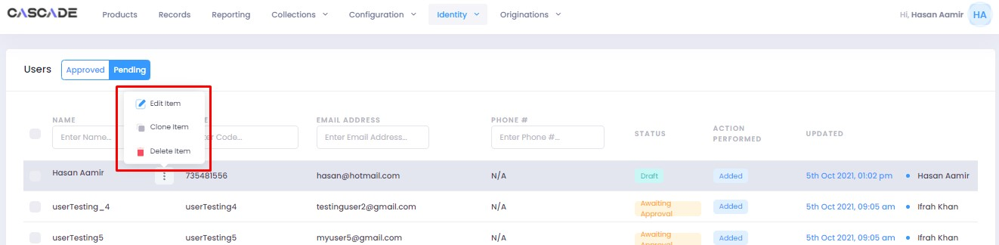 CASCADE Products Records Reporting Collections Configuration Identity Originations Hi, Hasan Aamir HA
Users Approved Pending
Edit Item
Clone Item
Delete Item
NAME E EMAIL ADDRESS PHONE # STATUS ACTION PERFORMED UPDATED
Enter Name... er Code... Enter Email Address... Enter Phone #...
Hasan Aamir 735481556 hasan@hotmail.com N/A Draft Added 5th Oct 2021, 01:02 pm Hasan Aamir
userTesting_4 userTesting4 testinguser2@gmail.com N/A Awaiting Approval Added 5th Oct 2021, 09:05 am Ifrah Khan
userTesting5 userTesting5 myuser5@gmail.com N/A Awaiting Approval Added 5th Oct 2021, 09:05 am Ifrah Khan